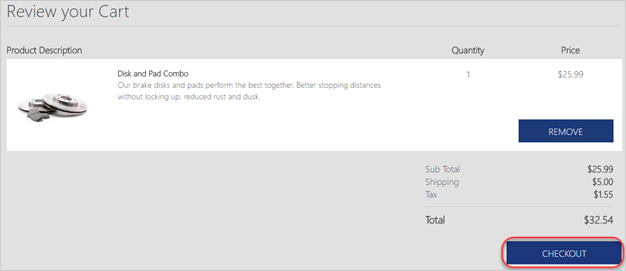 Review your Cart
Product Description Quantity Price
Disk and Pad Combo 1 $25.99
Our brake disks and pads perform the best together. Better stopping distances
without locking up, reduced rust and dusk.
REMOVE
Sub Total $25.99
Shipping $5.00
Tax $1.55
Total $32.54
CHECKOUT